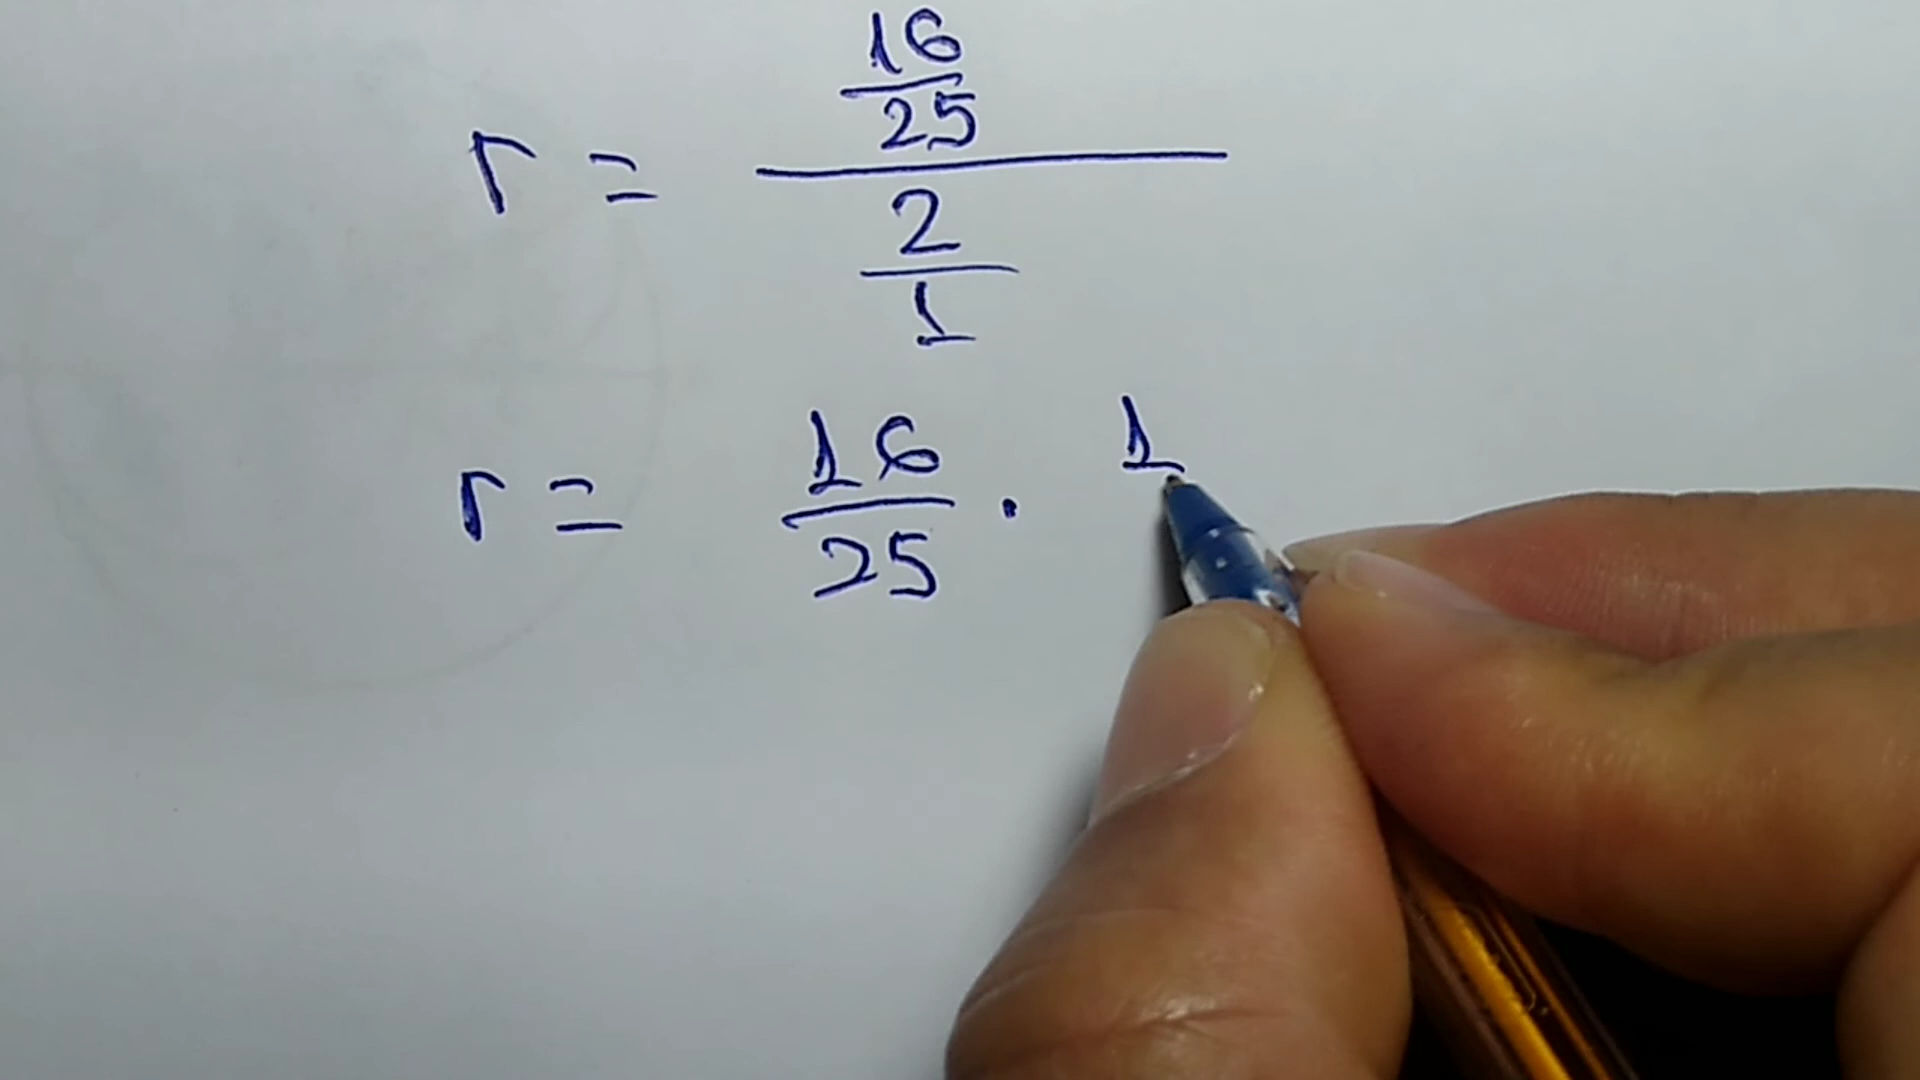 16
25
r =
2
1
r = 16/25 · 1